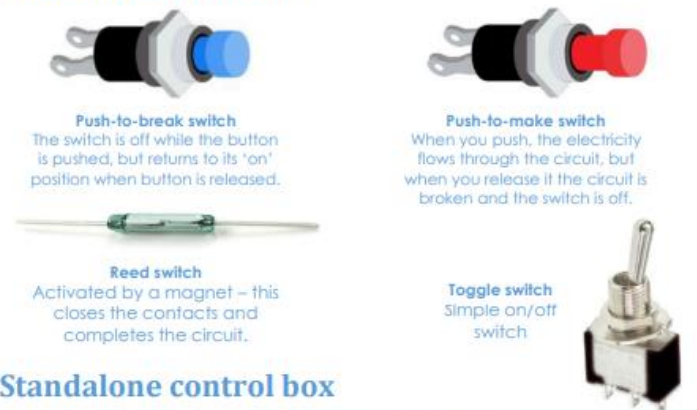 Push-to-break switch
The switch is off while the button
is pushed, but returns to its 'on'
position when button is released.
Push-to-make switch
When you push, the electricity
flows through the circuit, but
when you release it the circuit is
broken and the switch is off.
Reed switch
Activated by a magnet – this
closes the contacts and
completes the circuit.
Toggle switch
Simple on/off
switch
Standalone control box